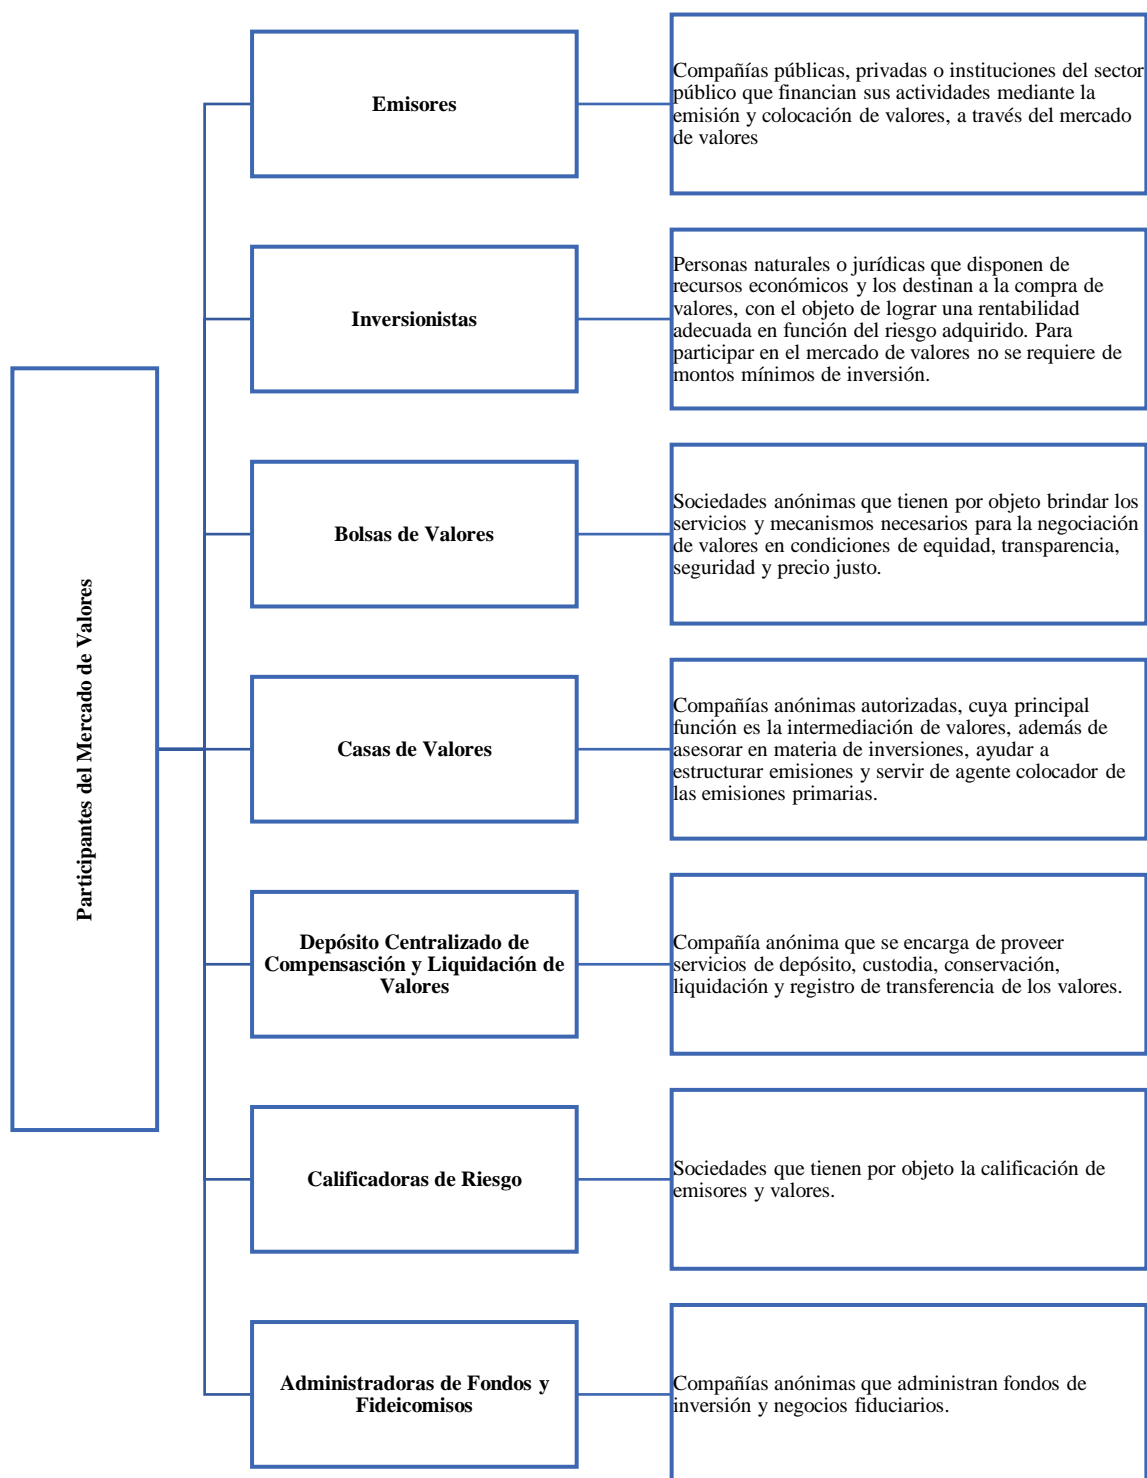 Participantes del Mercado de Valores
Emisores
Compañías públicas, privadas o instituciones del sector
público que financian sus actividades mediante la
emisión y colocación de valores, a través del mercado
de valores
Inversionistas
Personas naturales o jurídicas que disponen de
recursos económicos y los destinan a la compra de
valores, con el objeto de lograr una rentabilidad
adecuada en función del riesgo adquirido. Para
participar en el mercado de valores no se requiere de
montos mínimos de inversión.
Bolsas de Valores
Sociedades anónimas que tienen por objeto brindar los
servicios y mecanismos necesarios para la negociación
de valores en condiciones de equidad, transparencia,
seguridad y precio justo.
Casas de Valores
Compañías anónimas autorizadas, cuya principal
función es la intermediación de valores, además de
asesorar en materia de inversiones, ayudar a
estructurar emisiones y servir de agente colocador de
las emisiones primarias.
Depósito Centralizado de
Compensasción y Liquidación de
Valores
Compañía anónima que se encarga de proveer
servicios de depósito, custodia, conservación,
liquidación y registro de transferencia de los valores.
Calificadoras de Riesgo
Sociedades que tienen por objeto la calificación de
emisores y valores.
Administradoras de Fondos y
Fideicomisos
Compañías anónimas que administran fondos de
inversión y negocios fiduciarios.